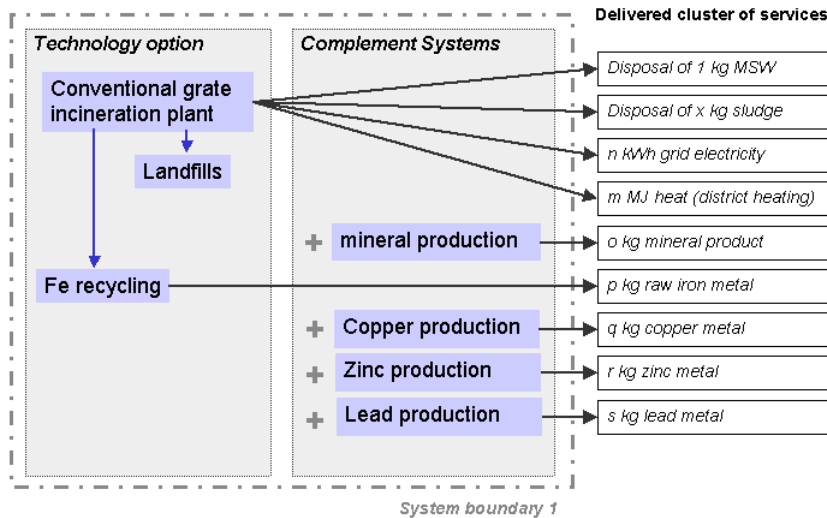 Delivered cluster of services
Technology option
Complement Systems
Conventional grate
incineration plant
Landfills
Fe recycling
+ mineral production
+ Copper production
+ Zinc production
+ Lead production
Disposal of 1 kg MSW
Disposal of x kg sludge
n kWh grid electricity
m MJ heat (district heating)
o kg mineral product
p kg raw iron metal
q kg copper metal
r kg zinc metal
s kg lead metal
System boundary 1